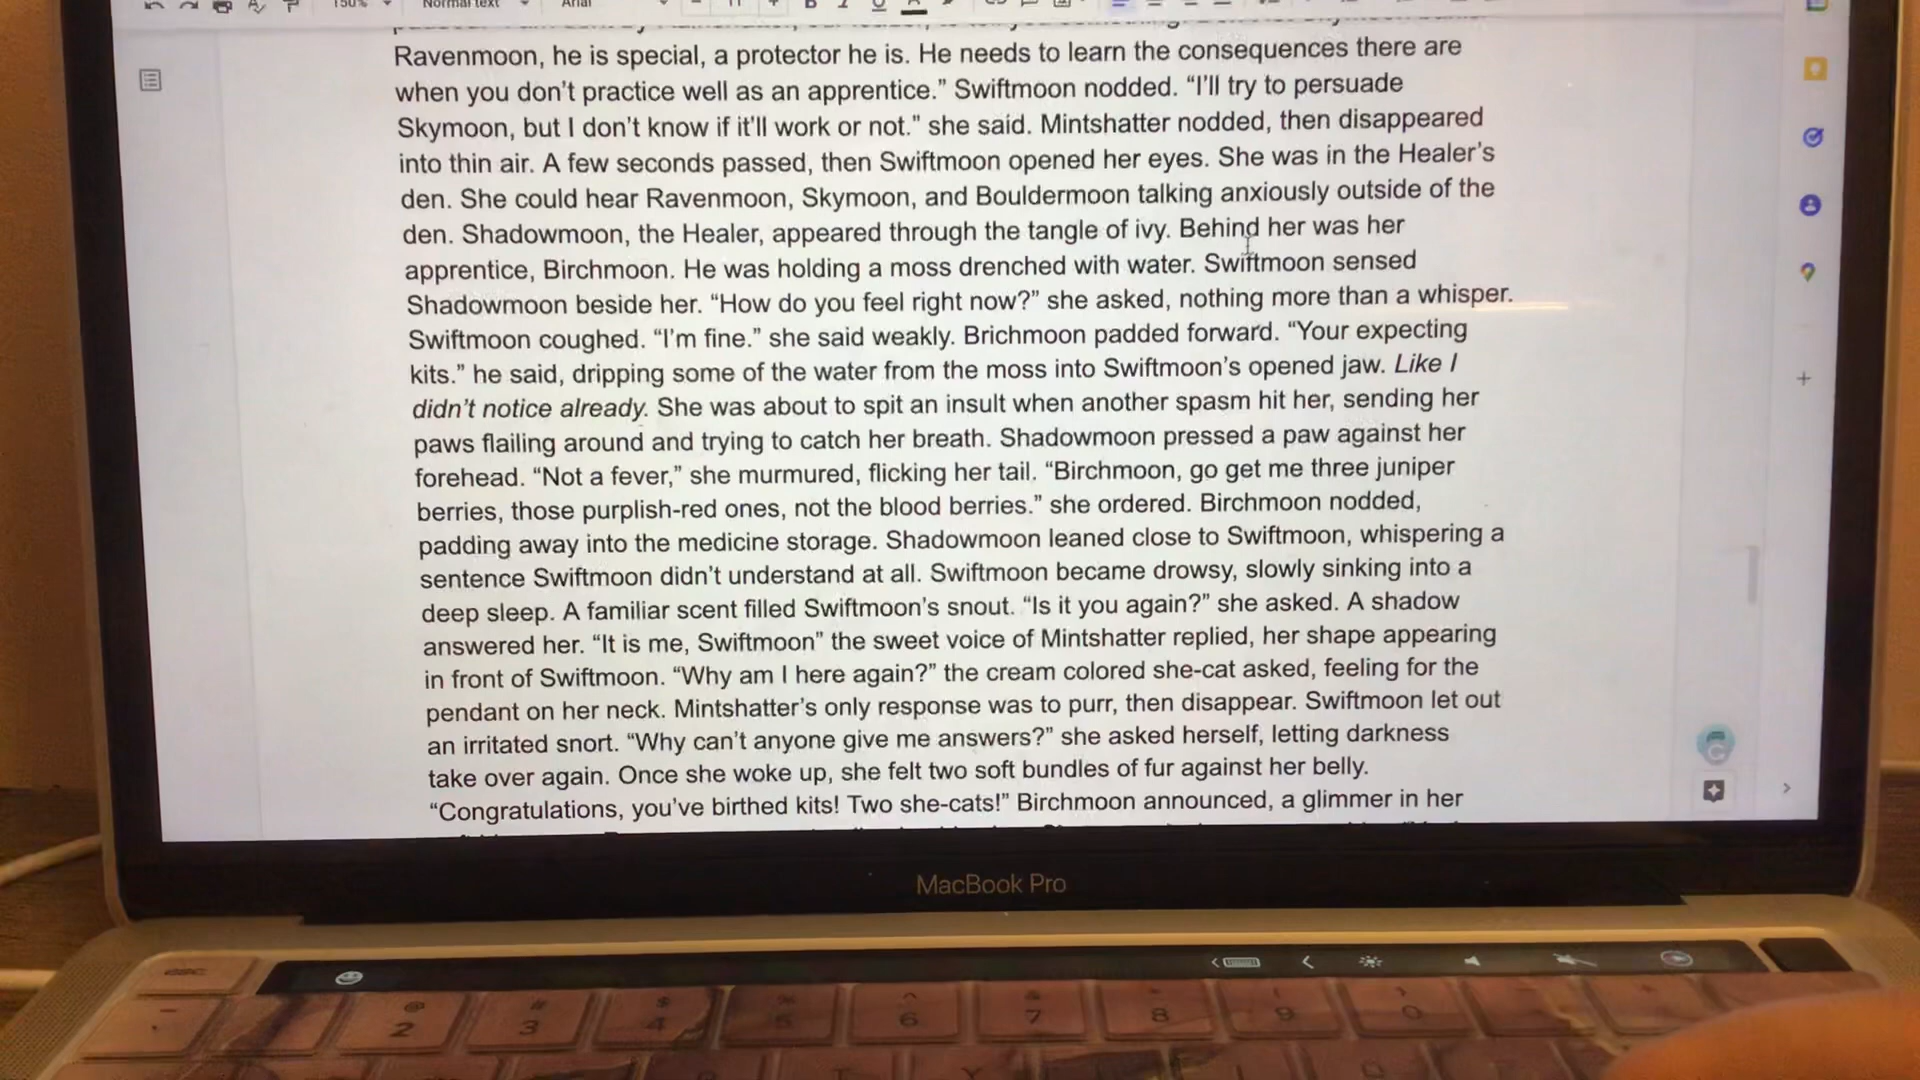 150%
Normal text
Arial
11
Ravenmoon, he is special, a protector he is. He needs to learn the consequences there are
when you don’t practice well as an apprentice.” Swiftmoon nodded. “I’ll try to persuade
Skymoon, but I don’t know if it’ll work or not.” she said. Mintshatter nodded, then disappeared
into thin air. A few seconds passed, then Swiftmoon opened her eyes. She was in the Healer’s
den. She could hear Ravenmoon, Skymoon, and Bouldermoon talking anxiously outside of the
den. Shadowmoon, the Healer, appeared through the tangle of ivy. Behind her was her
apprentice, Birchmoon. He was holding a moss drenched with water. Swiftmoon sensed
Shadowmoon beside her. “How do you feel right now?” she asked, nothing more than a whisper.
Swiftmoon coughed. “I’m fine.” she said weakly. Brichmoon padded forward. “Your expecting
kits.” he said, dripping some of the water from the moss into Swiftmoon’s opened jaw. Like I
didn’t notice already. She was about to spit an insult when another spasm hit her, sending her
paws flailing around and trying to catch her breath. Shadowmoon pressed a paw against her
forehead. “Not a fever,” she murmured, flicking her tail. “Birchmoon, go get me three juniper
berries, those purplish-red ones, not the blood berries.” she ordered. Birchmoon nodded,
padding away into the medicine storage. Shadowmoon leaned close to Swiftmoon, whispering a
sentence Swiftmoon didn’t understand at all. Swiftmoon became drowsy, slowly sinking into a
deep sleep. A familiar scent filled Swiftmoon’s snout. “Is it you again?” she asked. A shadow
answered her. “It is me, Swiftmoon” the sweet voice of Mintshatter replied, her shape appearing
in front of Swiftmoon. “Why am I here again?” the cream colored she-cat asked, feeling for the
pendant on her neck. Mintshatter’s only response was to purr, then disappear. Swiftmoon let out
an irritated snort. “Why can’t anyone give me answers?” she asked herself, letting darkness
take over again. Once she woke up, she felt two soft bundles of fur against her belly.
“Congratulations, you’ve birthed kits! Two she-cats!” Birchmoon announced, a glimmer in her
MacBook Pro
esc
@ # $ % ^ & * ( )
2 3 4 5 6 7 8 9 0